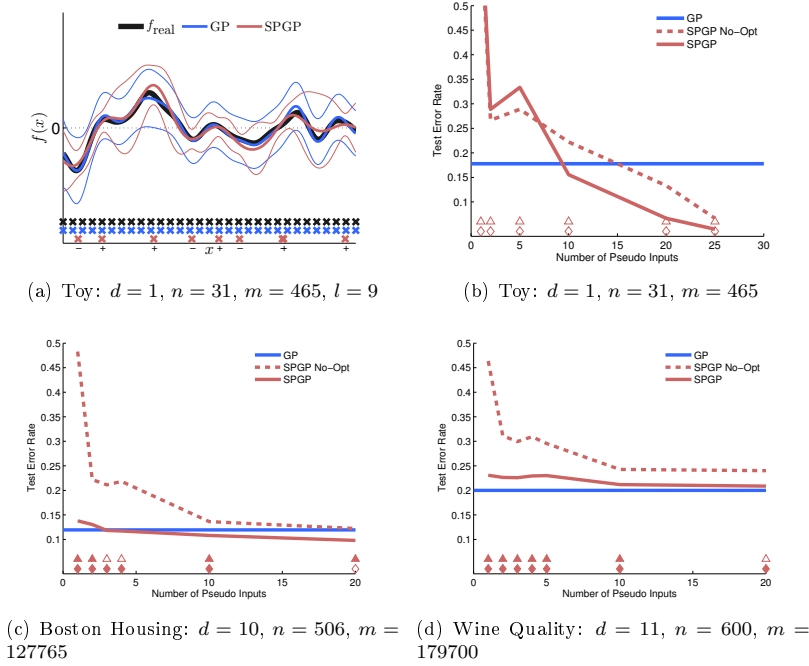 f_real GP SPGP
f(x)
0
− + + − + − + +
x
(a) Toy: d = 1, n = 31, m = 465, l = 9
0.5
0.45
0.4
0.35
0.3
0.25
0.2
0.15
0.1
Test Error Rate
GP
SPGP No-Opt
SPGP
0 5 10 15 20 25 30
Number of Pseudo Inputs
(b) Toy: d = 1, n = 31, m = 465
0.5
0.45
0.4
0.35
0.3
0.25
0.2
0.15
0.1
Test Error Rate
GP
SPGP No-Opt
SPGP
0 5 10 15 20
Number of Pseudo Inputs
(c) Boston Housing: d = 10, n = 506, m =
127765
0.5
0.45
0.4
0.35
0.3
0.25
0.2
0.15
0.1
Test Error Rate
GP
SPGP No-Opt
SPGP
0 5 10 15 20
Number of Pseudo Inputs
(d) Wine Quality: d = 11, n = 600, m =
179700